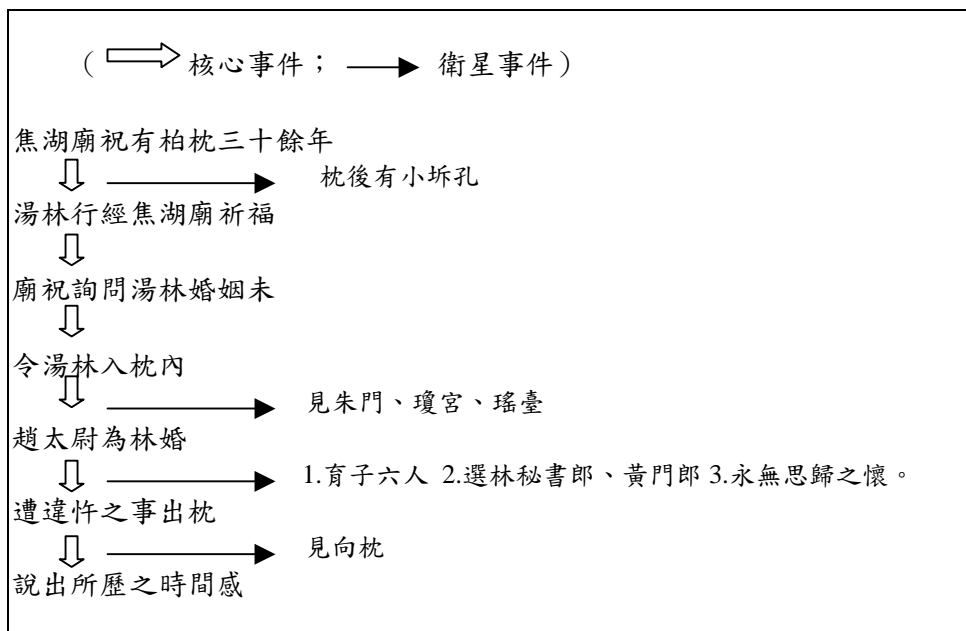 （ 核心事件； 衛星事件）
焦湖廟祝有柏枕三十餘年
枕後有小坼孔
湯林行經焦湖廟祈福
廟祝詢問湯林婚姻未
令湯林入枕內
見朱門、瓊宮、瑤臺
趙太尉為林婚
1.育子六人 2.選林秘書郎、黃門郎 3.永無思歸之懷。
遭違忤之事出枕
見向枕
說出所歷之時間感